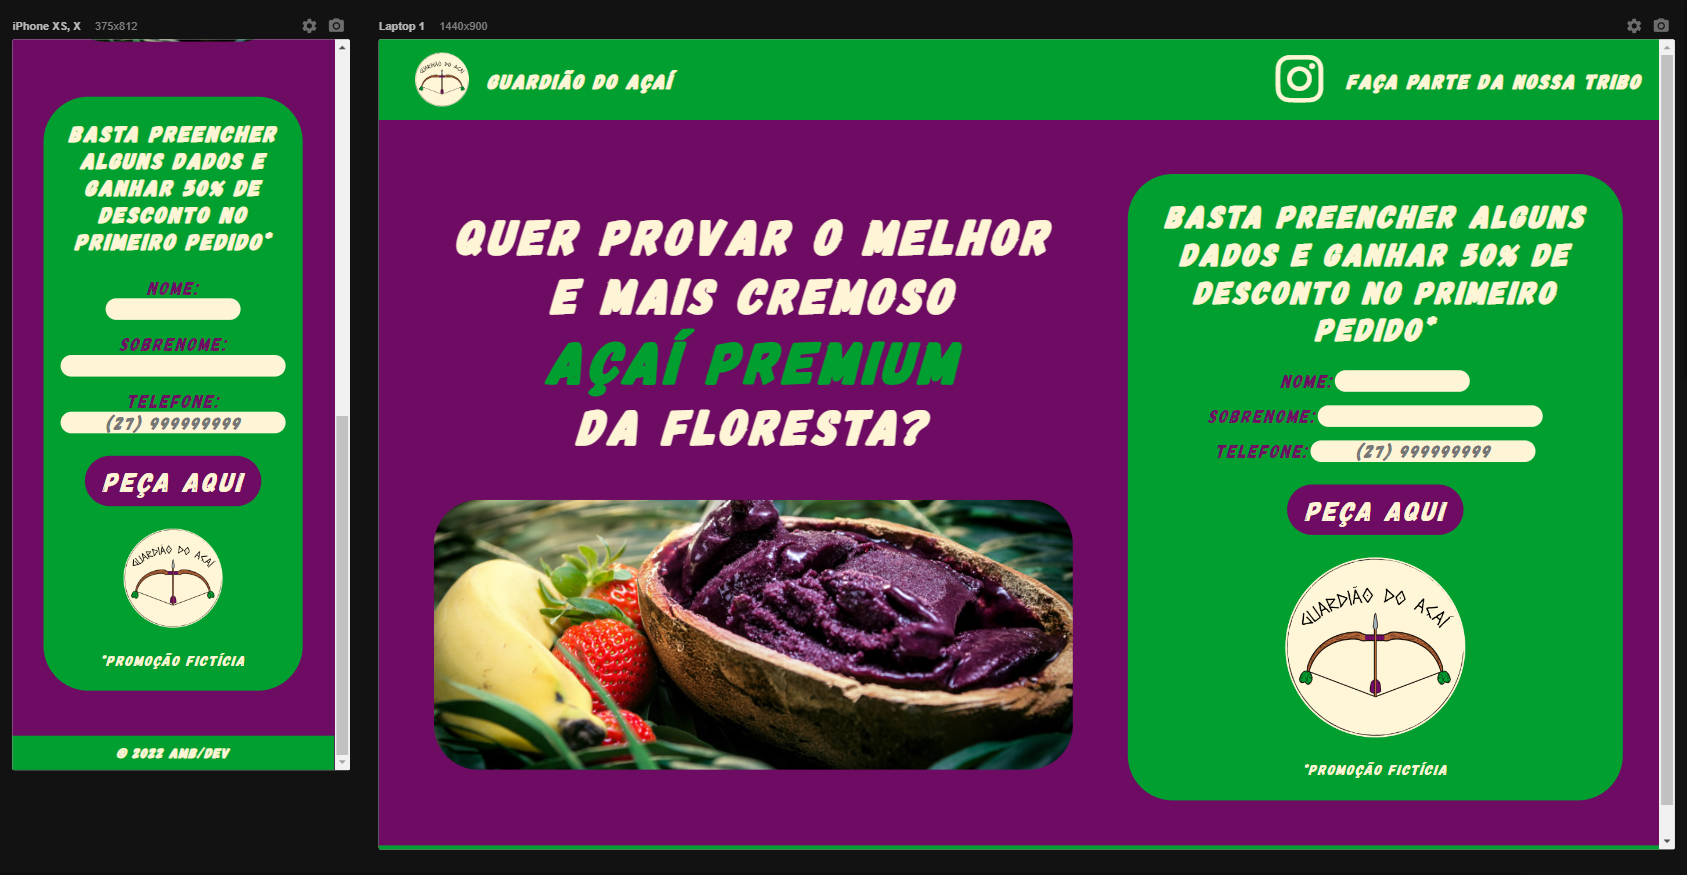 iPhone XS, X 375x812
BASTA PREENCHER
ALGUNS DADOS E
GANHAR 50% DE
DESCONTO NO
PRIMEIRO PEDIDO*
NOME:
SOBRENOME:
TELEFONE:
(27) 999999999
PEÇA AQUI
GUARDIÃO DO AÇAÍ
*PROMOÇÃO FICTÍCIA
© 2022 AMB/DEV
Laptop 1 1440x900
GUARDIÃO DO AÇAÍ
GUARDIÃO DO AÇAÍ
FAÇA PARTE DA NOSSA TRIBO
QUER PROVAR O MELHOR
E MAIS CREMOSO
AÇAÍ PREMIUM
DA FLORESTA?
BASTA PREENCHER ALGUNS
DADOS E GANHAR 50% DE
DESCONTO NO PRIMEIRO
PEDIDO*
NOME:
SOBRENOME:
TELEFONE: (27) 999999999
PEÇA AQUI
GUARDIÃO DO AÇAÍ
*PROMOÇÃO FICTÍCIA